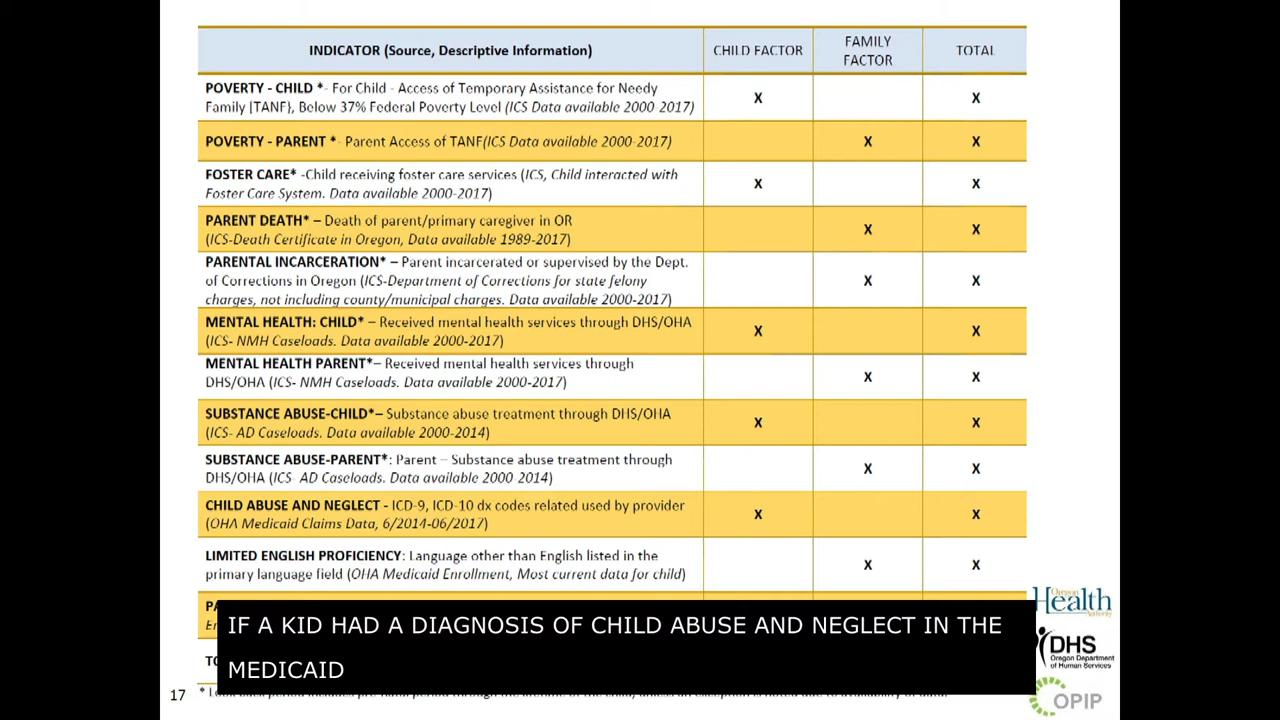 INDICATOR (Source, Descriptive Information) CHILD FACTOR FAMILY FACTOR TOTAL
POVERTY - CHILD *- For Child - Access of Temporary Assistance for Needy
Family [TANF}, Below 37% Federal Poverty Level (ICS Data available 2000-2017) X X
POVERTY - PARENT *- Parent Access of TANF(ICS Data available 2000-2017) X X
FOSTER CARE* -Child receiving foster care services (ICS, Child interacted with
Foster Care System. Data available 2000-2017) X X
PARENT DEATH* – Death of parent/primary caregiver in OR
(ICS-Death Certificate in Oregon, Data available 1989-2017) X X
PARENTAL INCARCERATION* – Parent incarcerated or supervised by the Dept.
of Corrections in Oregon (ICS-Department of Corrections for state felony
charges, not including county/municipal charges. Data available 2000-2017) X X
MENTAL HEALTH: CHILD* – Received mental health services through DHS/OHA
(ICS- NMH Caseloads. Data available 2000-2017) X X
MENTAL HEALTH PARENT*– Received mental health services through
DHS/OHA (ICS- NMH Caseloads. Data available 2000-2017) X X
SUBSTANCE ABUSE-CHILD*– Substance abuse treatment through DHS/OHA
(ICS- AD Caseloads. Data available 2000-2014) X X
SUBSTANCE ABUSE-PARENT*: Parent – Substance abuse treatment through
DHS/OHA (ICS- AD Caseloads. Data available 2000-2014) X X
CHILD ABUSE AND NEGLECT - ICD-9, ICD-10 dx codes related used by provider
(OHA Medicaid Claims Data, 6/2014-06/2017) X X
LIMITED ENGLISH PROFICIENCY: Language other than English listed in the
primary language field (OHA Medicaid Enrollment, Most current data for child) X X
IF A KID HAD A DIAGNOSIS OF CHILD ABUSE AND NEGLECT IN THE
MEDICAID
17
Oregon
Health
Authority
DHS
Oregon Department
of Human Services
OPIP